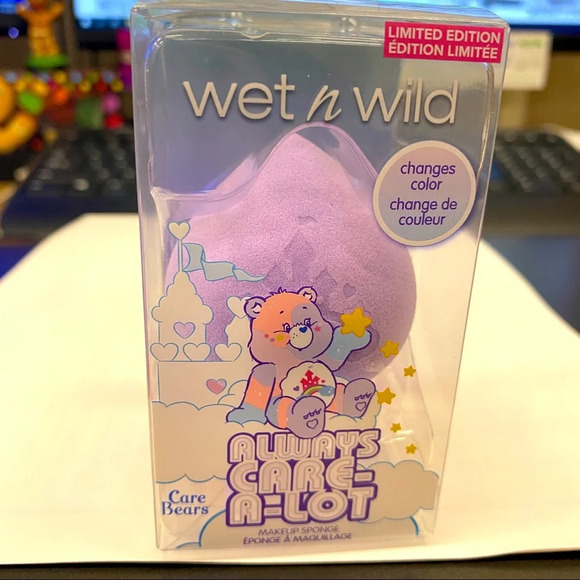 LIMITED EDITION
ÉDITION LIMITÉE
wet n wild
changes
color
change de
couleur
ALWAYS
CARE-
A-LOT
Care
Bears
MAKEUP SPONGE
ÉPONGE À MAQUILLAGE